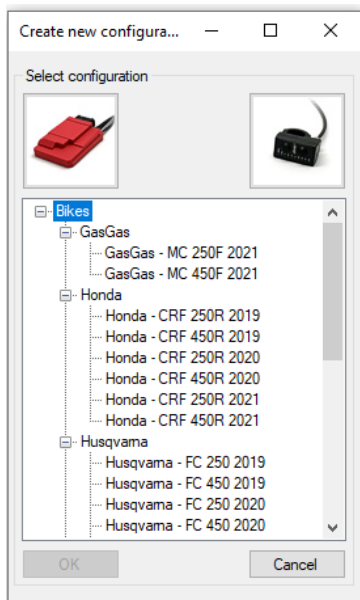 Create new configura...
Select configuration
Bikes
GasGas
GasGas - MC 250F 2021
GasGas - MC 450F 2021
Honda
Honda - CRF 250R 2019
Honda - CRF 450R 2019
Honda - CRF 250R 2020
Honda - CRF 450R 2020
Honda - CRF 250R 2021
Honda - CRF 450R 2021
Husqvarna
Husqvarna - FC 250 2019
Husqvarna - FC 450 2019
Husqvarna - FC 250 2020
Husqvarna - FC 450 2020
OK
Cancel